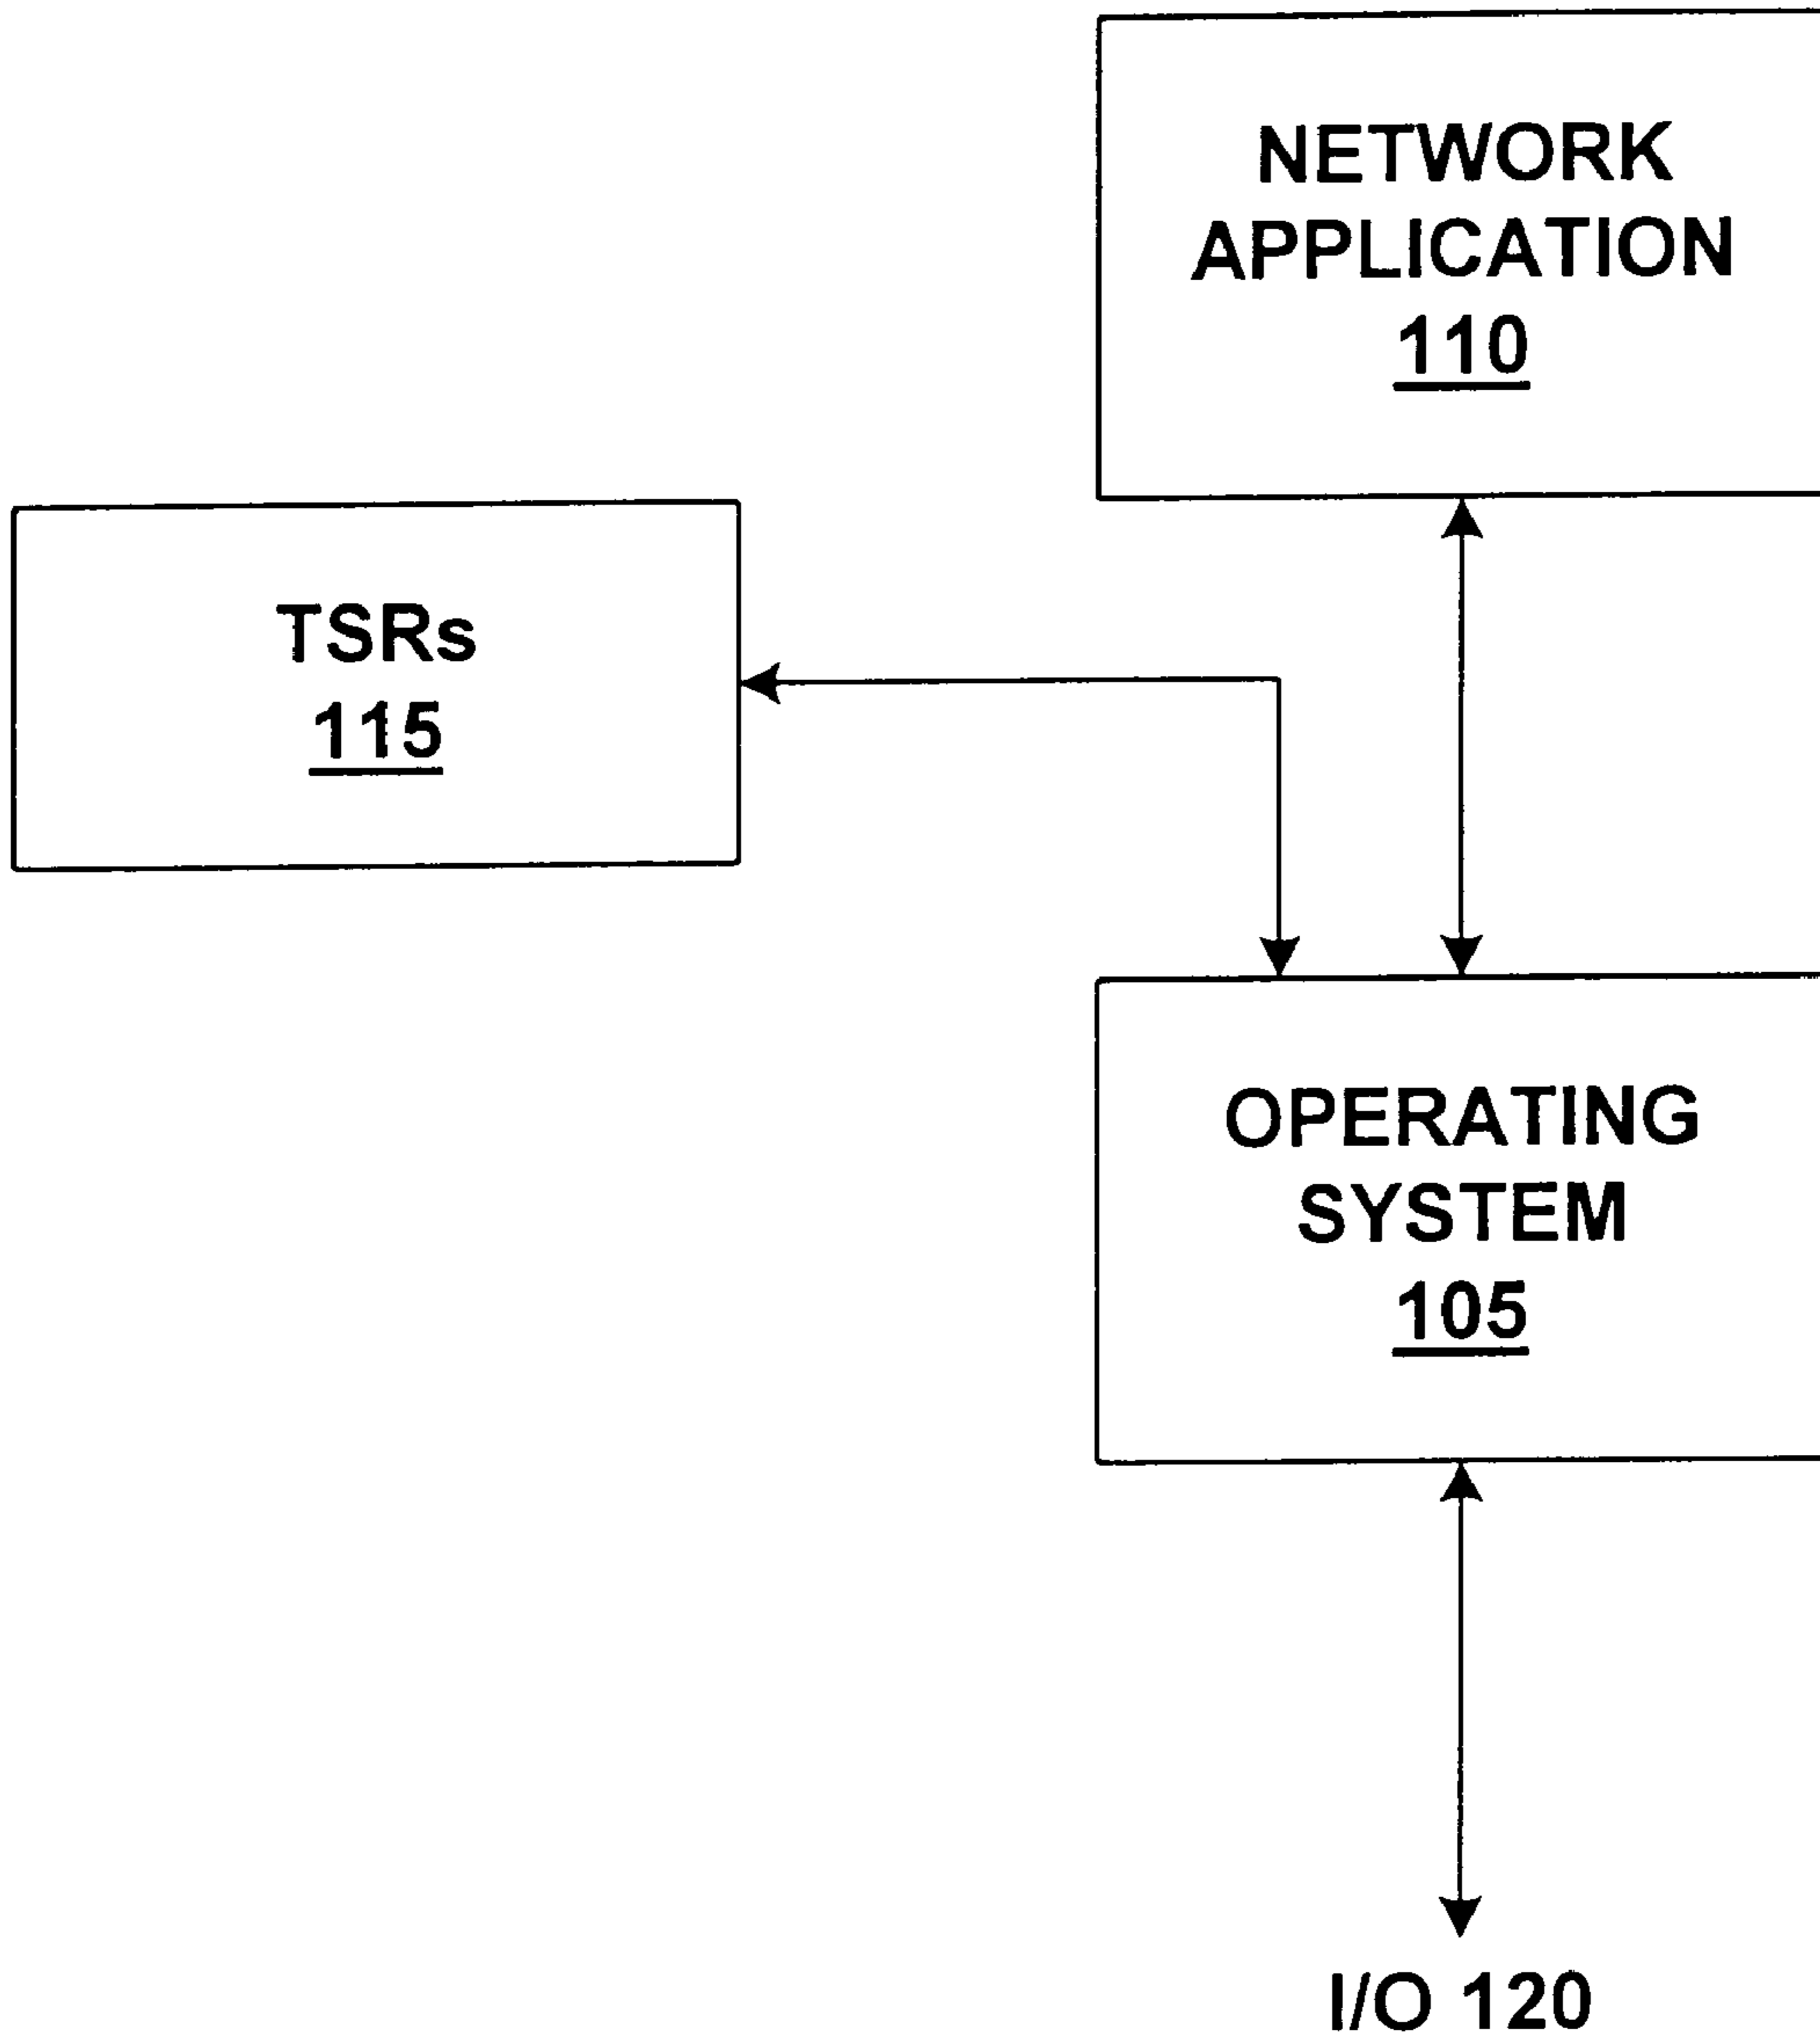 NETWORK
APPLICATION
110
TSRs
115
OPERATING
SYSTEM
105
I/O 120